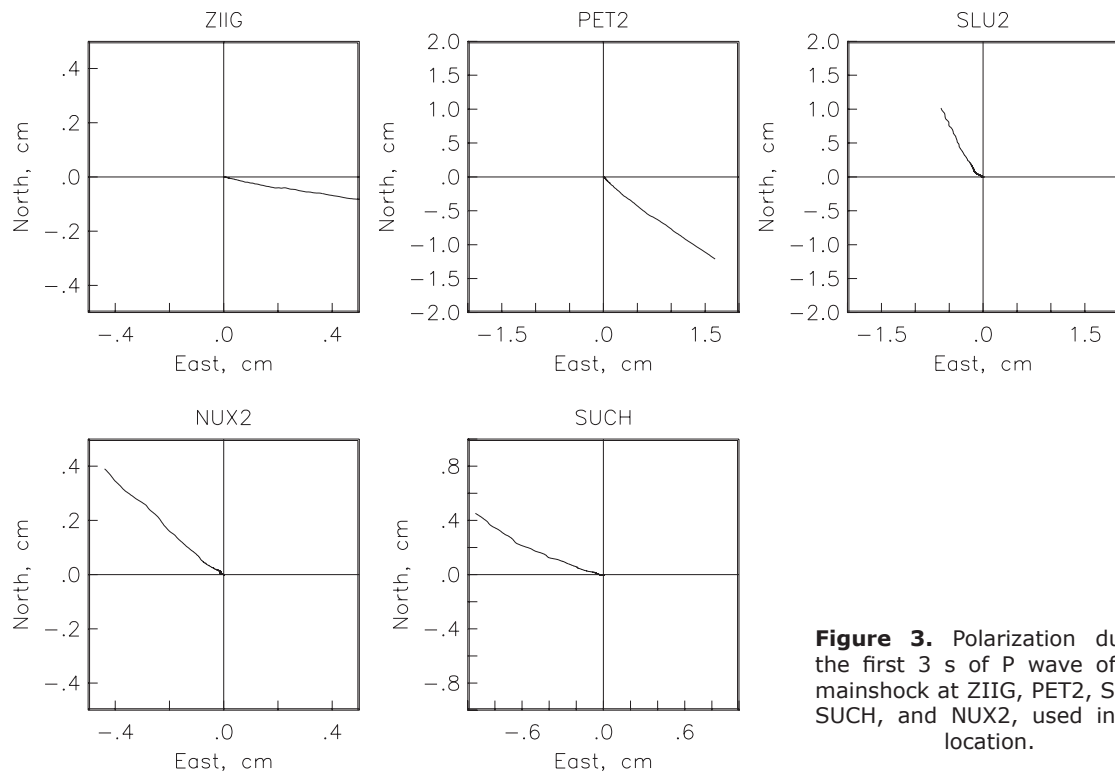 ZIIG
PET2
SLU2
.4
.2
.0
−.2
−.4
North, cm
−.4
.0
.4
East, cm
2.0
1.5
1.0
.5
.0
−.5
−1.0
−1.5
−2.0
North, cm
−1.5
.0
1.5
East, cm
2.0
1.5
1.0
.5
.0
−.5
−1.0
−1.5
−2.0
North, cm
−1.5
.0
East, cm
NUX2
SUCH
.4
.2
.0
−.2
−.4
North, cm
−.4
.0
.4
East, cm
.8
.4
.0
−.4
−.8
North, cm
−.6
.0
.6
East, cm
Figure 3. Polarization du
the first 3 s of P wave of
mainshock at ZIIG, PET2, S
SUCH, and NUX2, used in
location.